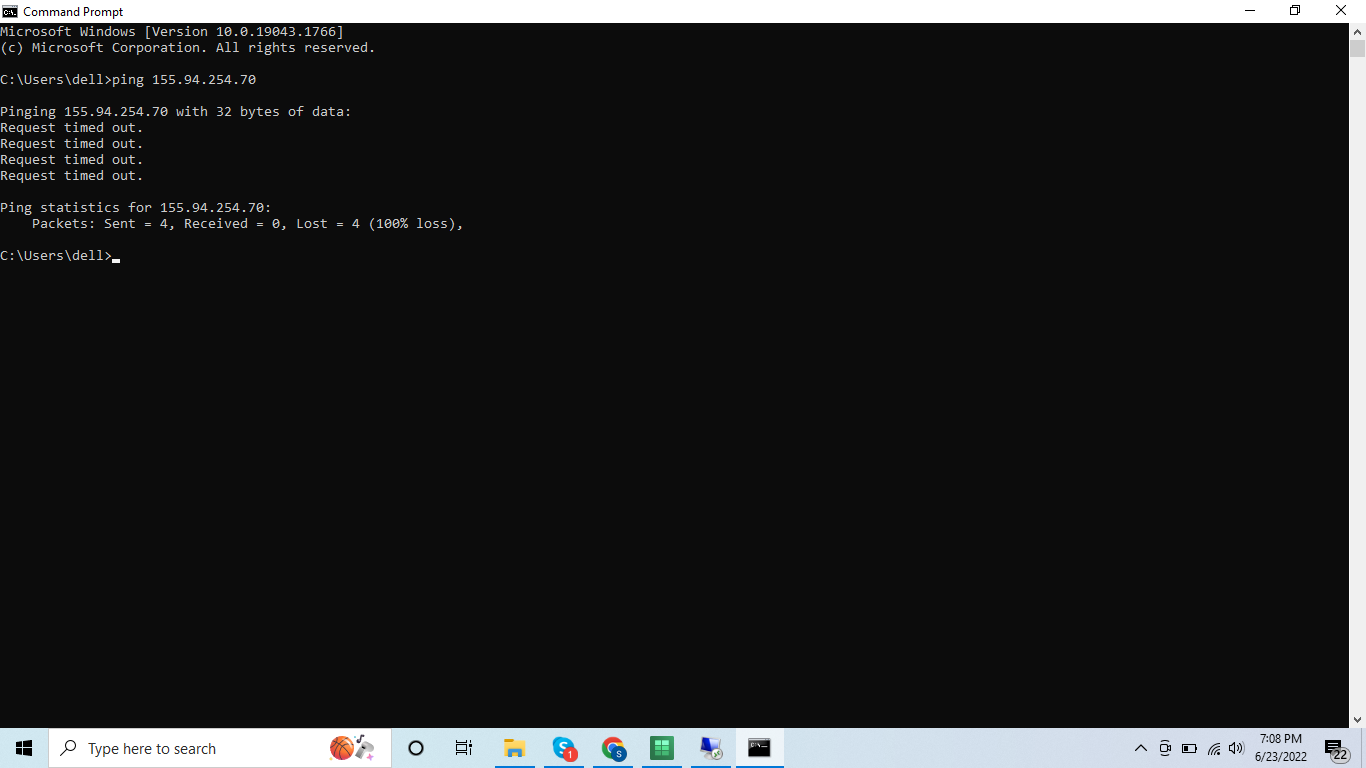 Command Prompt
Microsoft Windows [Version 10.0.19043.1766]
(c) Microsoft Corporation. All rights reserved.
C:\Users\dell>ping 155.94.254.70
Pinging 155.94.254.70 with 32 bytes of data:
Request timed out.
Request timed out.
Request timed out.
Request timed out.
Ping statistics for 155.94.254.70:
    Packets: Sent = 4, Received = 0, Lost = 4 (100% loss),
C:\Users\dell>
Type here to search
1
S
7:08 PM
6/23/2022
22